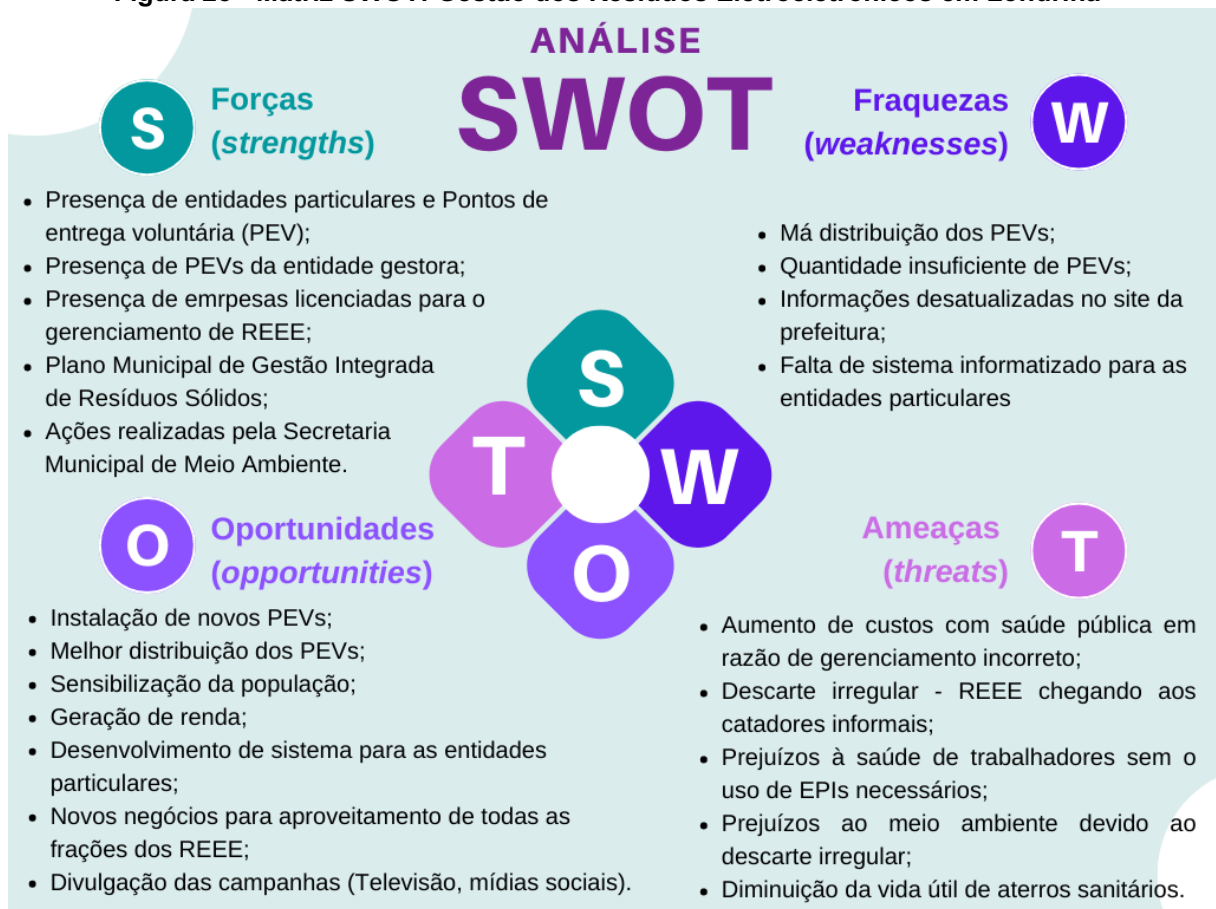 ANÁLISE
SWOT
S
Forças
(strengths)
• Presença de entidades particulares e Pontos de
entrega voluntária (PEV);
• Presença de PEVs da entidade gestora;
• Presença de emrpesas licenciadas para o
gerenciamento de REEE;
• Plano Municipal de Gestão Integrada
de Resíduos Sólidos;
• Ações realizadas pela Secretaria
Municipal de Meio Ambiente.
Fraquezas
(weaknesses)
W
• Má distribuição dos PEVs;
• Quantidade insuficiente de PEVs;
• Informações desatualizadas no site da
prefeitura;
• Falta de sistema informatizado para as
entidades particulares
S
T
W
O
O
Oportunidades
(opportunities)
• Instalação de novos PEVs;
• Melhor distribuição dos PEVs;
• Sensibilização da população;
• Geração de renda;
• Desenvolvimento de sistema para as entidades
particulares;
• Novos negócios para aproveitamento de todas as
frações dos REEE;
• Divulgação das campanhas (Televisão, mídias sociais).
Ameaças
(threats)
T
• Aumento de custos com saúde pública em
razão de gerenciamento incorreto;
• Descarte irregular - REEE chegando aos
catadores informais;
• Prejuízos à saúde de trabalhadores sem o
uso de EPIs necessários;
• Prejuízos ao meio ambiente devido ao
descarte irregular;
• Diminuição da vida útil de aterros sanitários.